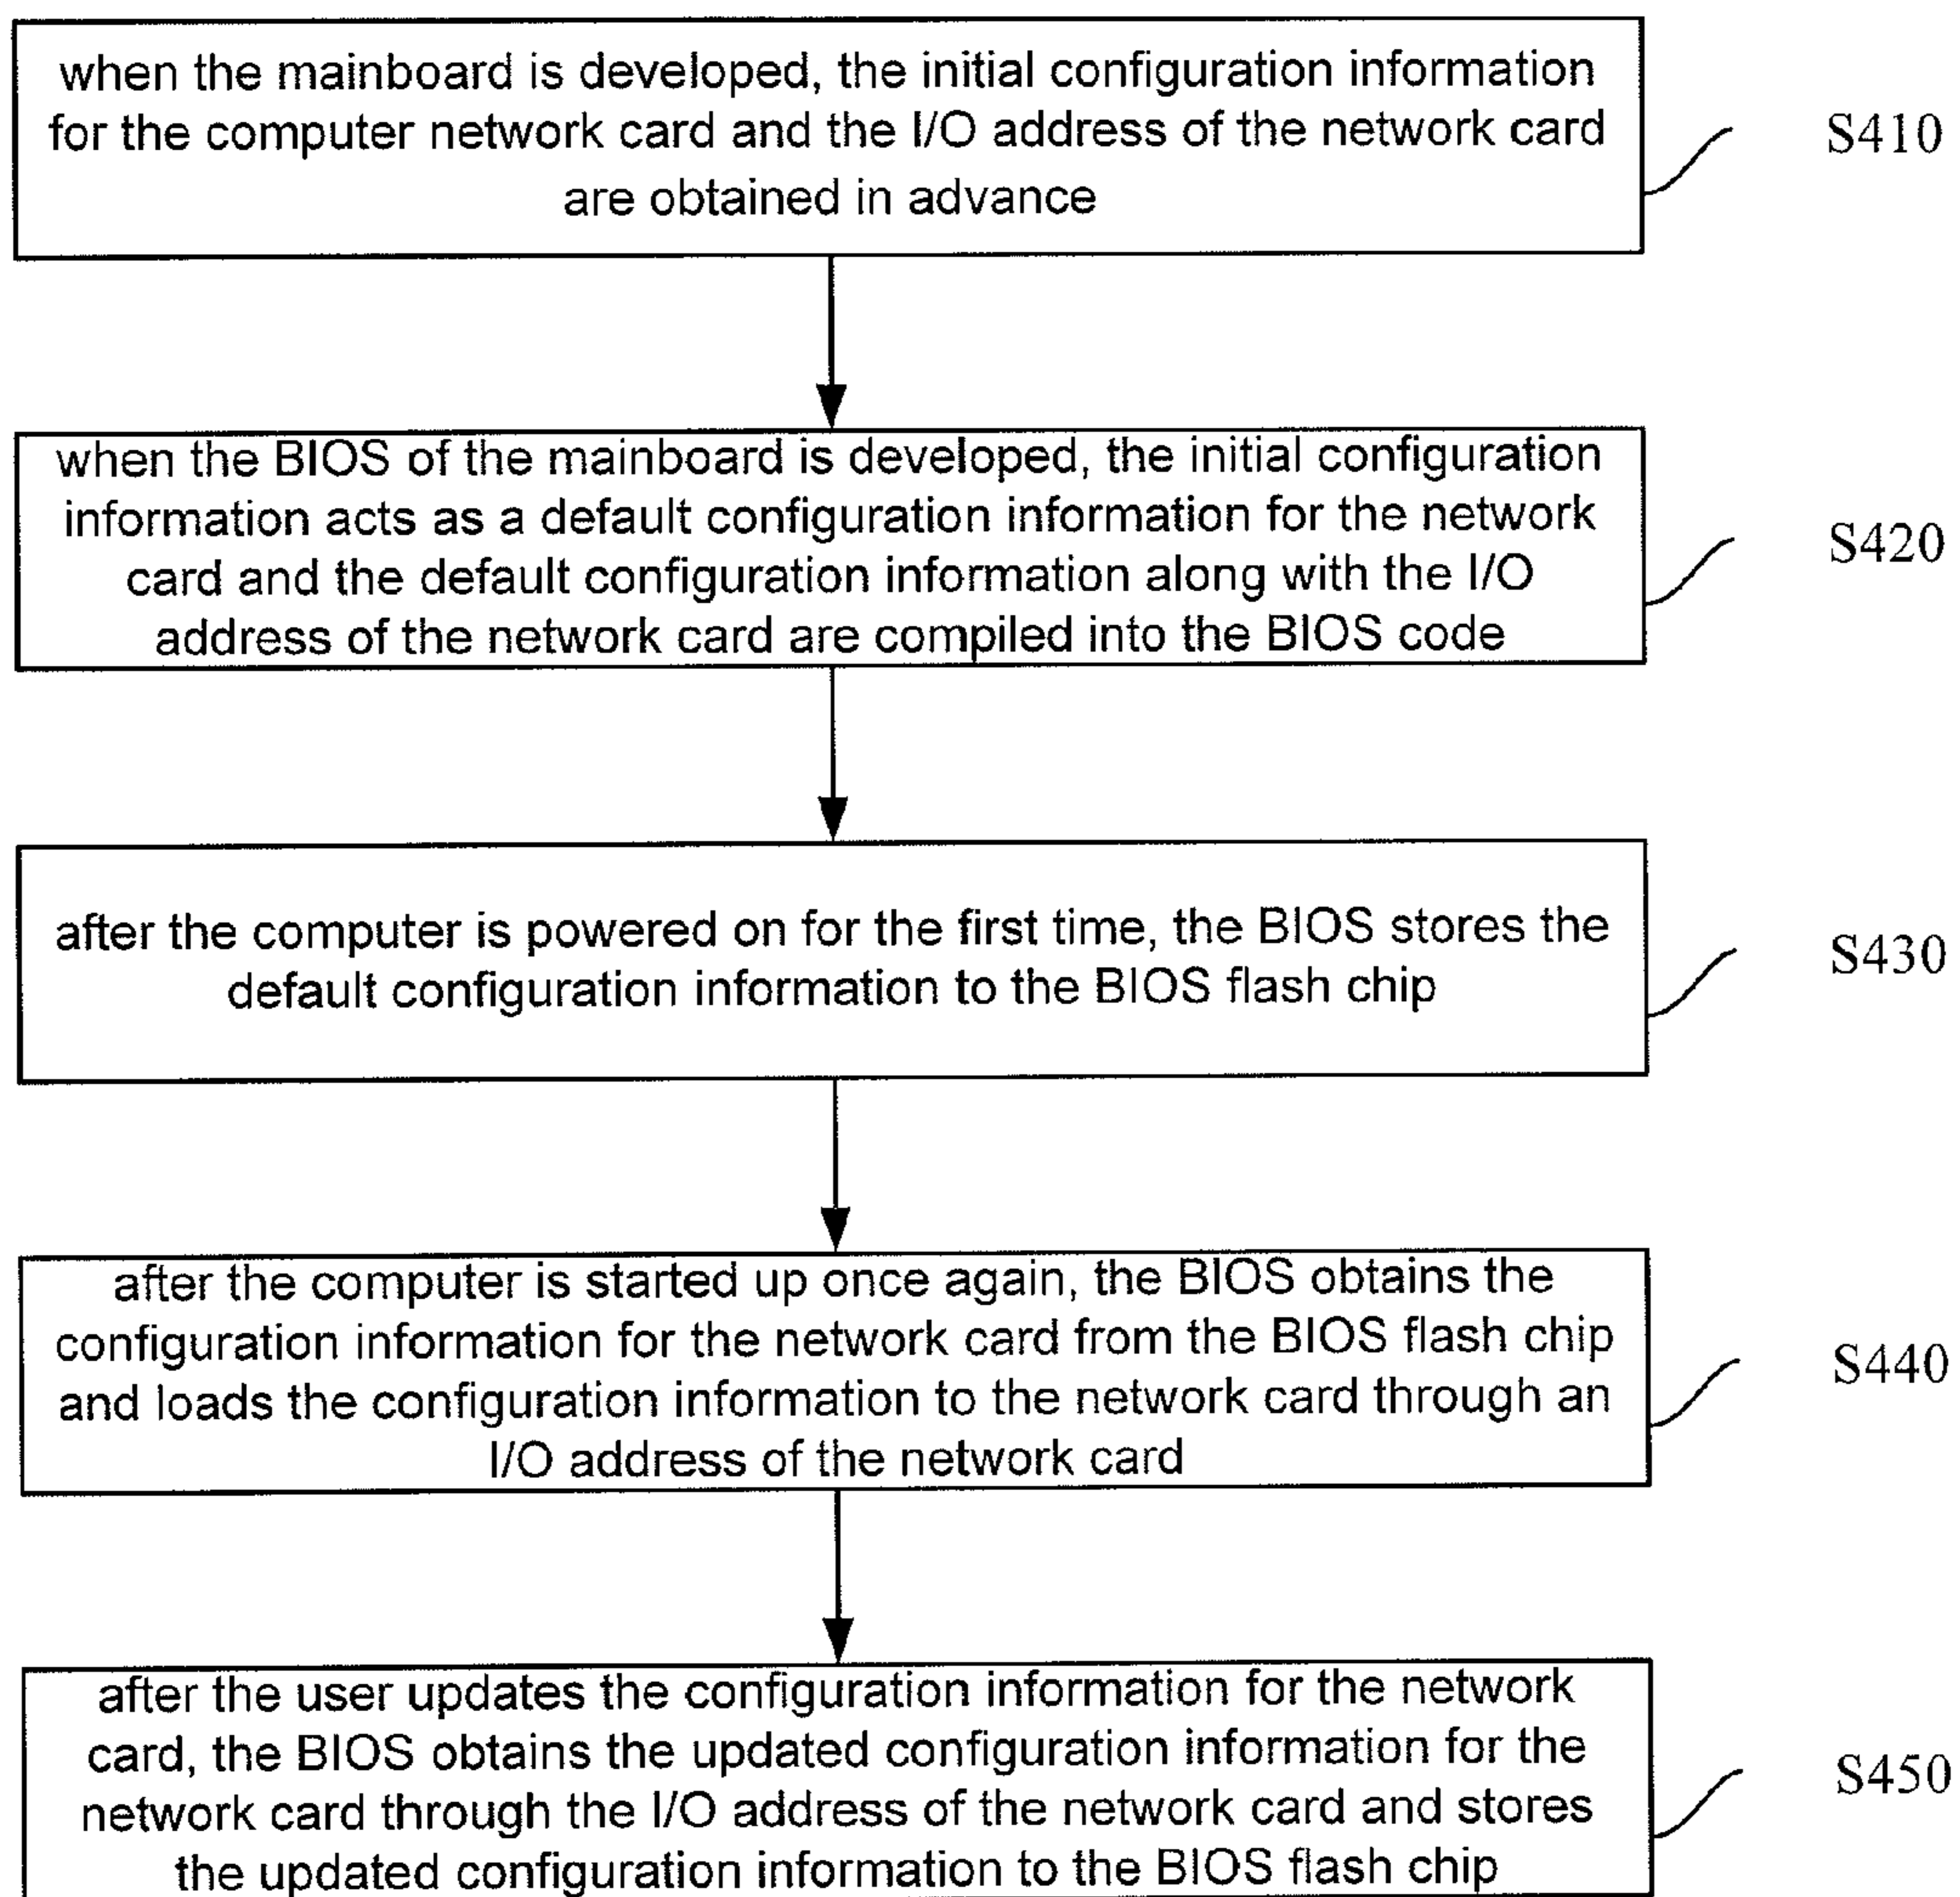 when the mainboard is developed, the initial configuration information
for the computer network card and the I/O address of the network card
are obtained in advance
S410
when the BIOS of the mainboard is developed, the initial configuration
information acts as a default configuration information for the network
card and the default configuration information along with the I/O
address of the network card are compiled into the BIOS code
S420
after the computer is powered on for the first time, the BIOS stores the
default configuration information to the BIOS flash chip
S430
after the computer is started up once again, the BIOS obtains the
configuration information for the network card from the BIOS flash chip
and loads the configuration information to the network card through an
I/O address of the network card
S440
after the user updates the configuration information for the network
card, the BIOS obtains the updated configuration information for the
network card through the I/O address of the network card and stores
the updated configuration information to the BIOS flash chip
S450